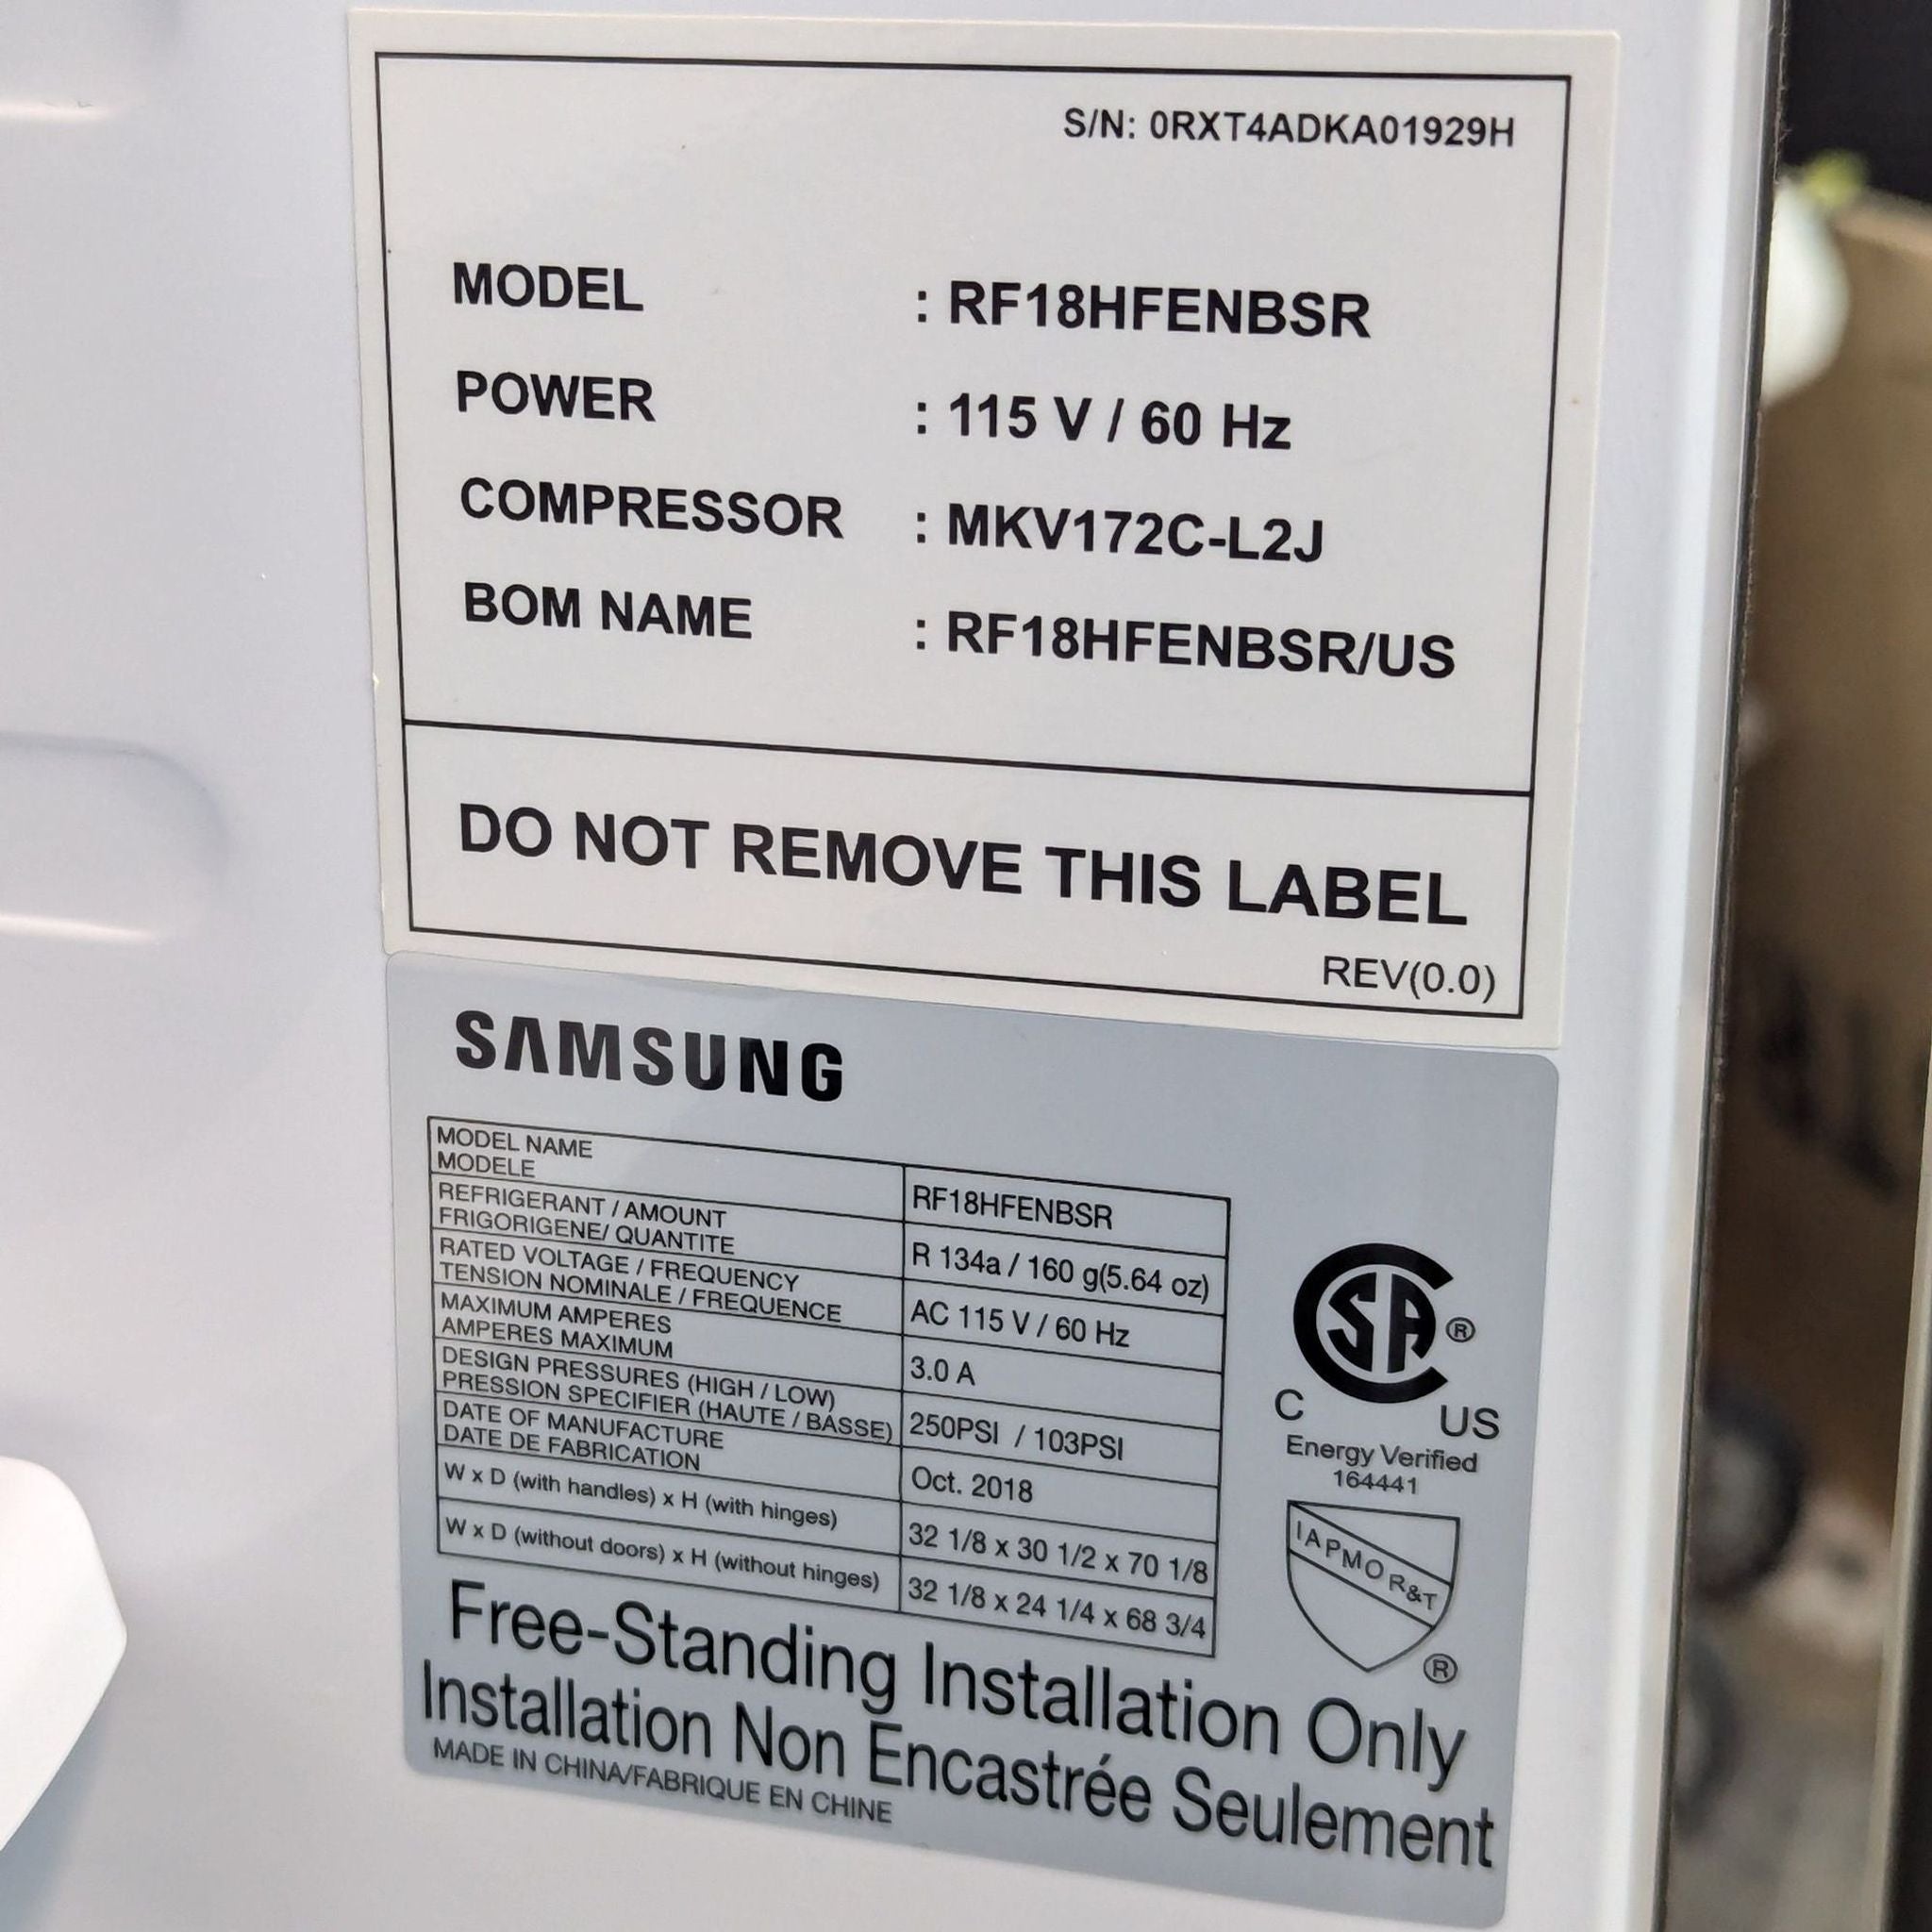 S/N: 0RXT4ADKA01929H
MODEL : RF18HFENBSR
POWER : 115 V / 60 Hz
COMPRESSOR : MKV172C-L2J
BOM NAME : RF18HFENBSR/US
DO NOT REMOVE THIS LABEL
REV(0.0)
SAMSUNG
MODEL NAME
MODELE
RF18HFENBSR
REFRIGERANT / AMOUNT
FRIGORIGENE/ QUANTITE
R 134a / 160 g(5.64 oz)
RATED VOLTAGE / FREQUENCY
TENSION NOMINALE / FREQUENCE
AC 115 V / 60 Hz
MAXIMUM AMPERES
AMPERES MAXIMUM
3.0 A
DESIGN PRESSURES (HIGH / LOW)
PRESSION SPECIFIER (HAUTE / BASSE)
250PSI / 103PSI
DATE OF MANUFACTURE
DATE DE FABRICATION
Oct. 2018
W x D (with handles) x H (with hinges)
32 1/8 x 30 1/2 x 70 1/8
W x D (without doors) x H (without hinges)
32 1/8 x 24 1/4 x 68 3/4
CSA ®
C US
Energy Verified
164441
IAPMO R&T
®
Free-Standing Installation Only
Installation Non Encastrée Seulement
MADE IN CHINA/FABRIQUE EN CHINE